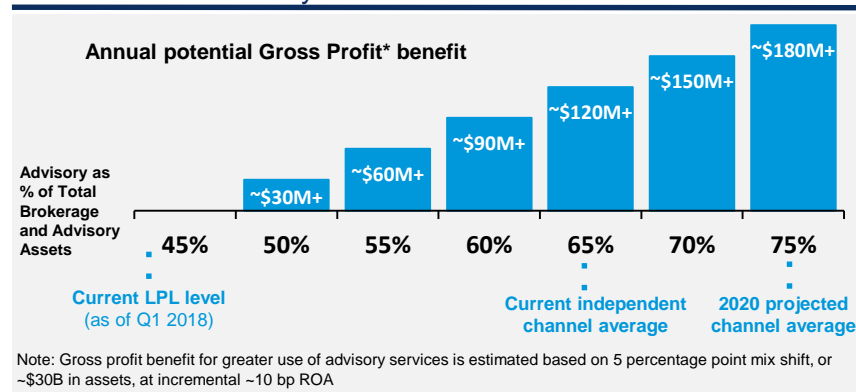 Annual potential Gross Profit* benefit
~$30M+
~$60M+
~$90M+
~$120M+
~$150M+
~$180M+
Advisory as
% of Total
Brokerage
and Advisory
Assets
45% 50% 55% 60% 65% 70% 75%
Current LPL level
(as of Q1 2018)
Current independent
channel average
2020 projected
channel average
Note: Gross profit benefit for greater use of advisory services is estimated based on 5 percentage point mix shift, or
~$30B in assets, at incremental ~10 bp ROA